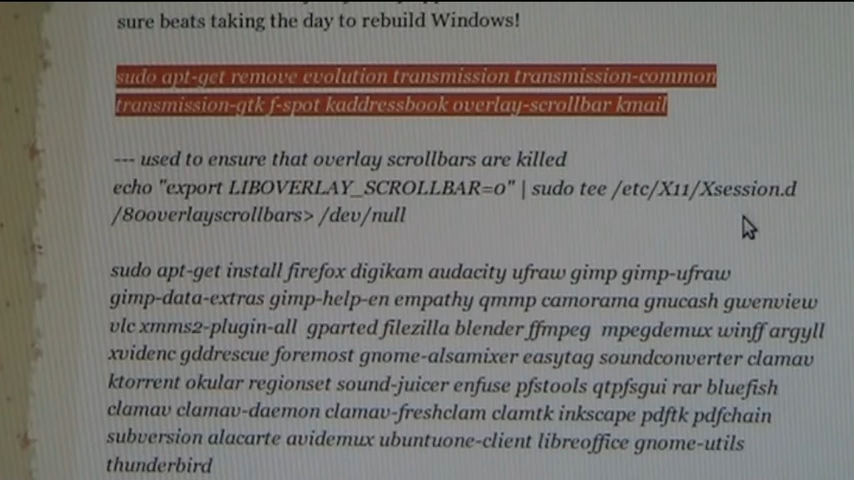 sure beats taking the day to rebuild Windows!
sudo apt-get remove evolution transmission transmission-common
transmission-gtk f-spot kaddressbook overlay-scrollbar kmail
--- used to ensure that overlay scrollbars are killed
echo "export LIBOVERLAY_SCROLLBAR=0" | sudo tee /etc/X11/Xsession.d
/80overlayscrollbars> /dev/null
sudo apt-get install firefox digikam audacity ufraw gimp gimp-ufraw
gimp-data-extras gimp-help-en empathy qmmp camorama gnucash gwenview
vlc xmms2-plugin-all gparted filezilla blender ffmpeg mpegdemux winff argyll
xvidenc gddrescue foremost gnome-alsamixer easytag soundconverter clamav
ktorrent okular regionset sound-juicer enfuse pfstools qtpfsgui rar bluefish
clamav clamav-daemon clamav-freshclam clamtk inkscape pdftk pdfchain
subversion alacarte avidemux ubuntuone-client libreoffice gnome-utils
thunderbird